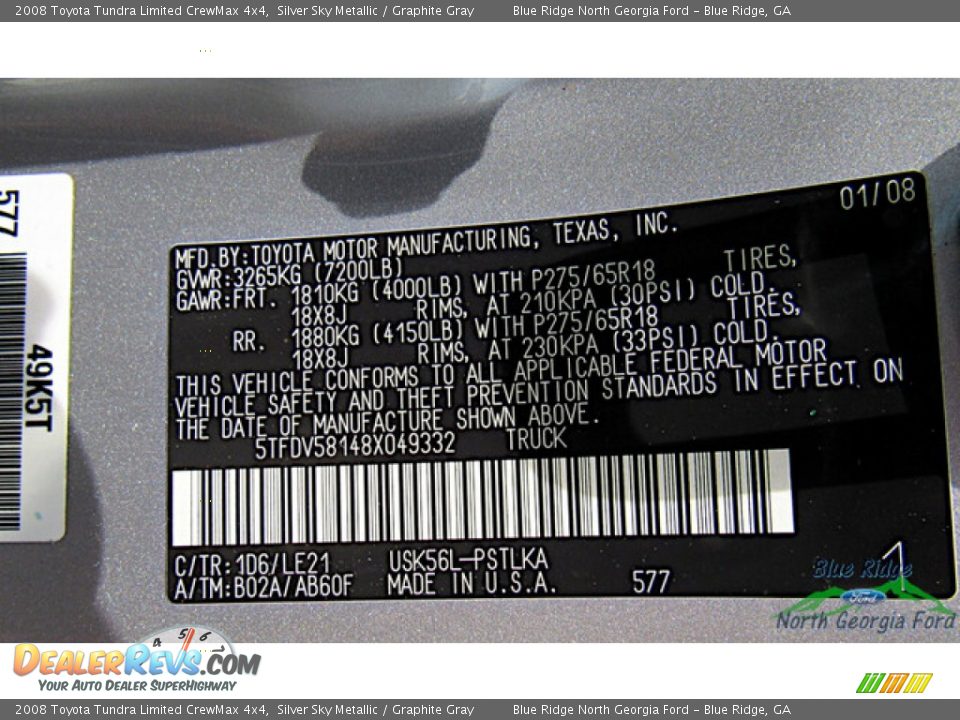 2008 Toyota Tundra Limited CrewMax 4x4, Silver Sky Metallic / Graphite Gray Blue Ridge North Georgia Ford - Blue Ridge, GA
577
49K5T
01/08
MFD.BY:TOYOTA MOTOR MANUFACTURING, TEXAS, INC.
GVWR:3265KG (7200LB)
GAWR:FRT. 1810KG (4000LB) WITH P275/65R18 TIRES,
18X8J RIMS, AT 210KPA (30PSI) COLD.
RR. 1880KG (4150LB) WITH P275/65R18 TIRES,
18X8J RIMS, AT 230KPA (33PSI) COLD.
THIS VEHICLE CONFORMS TO ALL APPLICABLE FEDERAL MOTOR
VEHICLE SAFETY AND THEFT PREVENTION STANDARDS IN EFFECT ON
THE DATE OF MANUFACTURE SHOWN ABOVE.
5TFDV58148X049332 TRUCK
C/TR:1D6/LE21 USK56L-PSTLKA
A/TM:B02A/AB60F MADE IN U.S.A. 577
1
Blue Ridge
Ford
North Georgia Ford
4 5 6 7
DEALERREVS.COM
YOUR AUTO DEALER SUPERHIGHWAY
2008 Toyota Tundra Limited CrewMax 4x4, Silver Sky Metallic / Graphite Gray Blue Ridge North Georgia Ford - Blue Ridge, GA